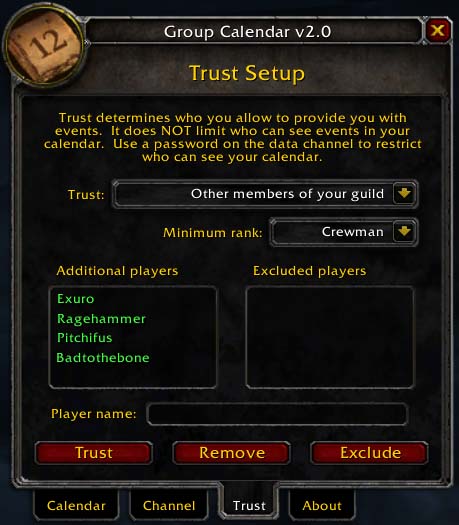 12
Group Calendar v2.0
Trust Setup
Trust determines who you allow to provide you with
events. It does NOT limit who can see events in your
calendar. Use a password on the data channel to restrict
who can see your calendar.
Trust: Other members of your guild
Minimum rank: Crewman
Additional players Excluded players
Exuro
Ragehammer
Pitchifus
Badtothebone
Player name:
Trust Remove Exclude
Calendar Channel Trust About